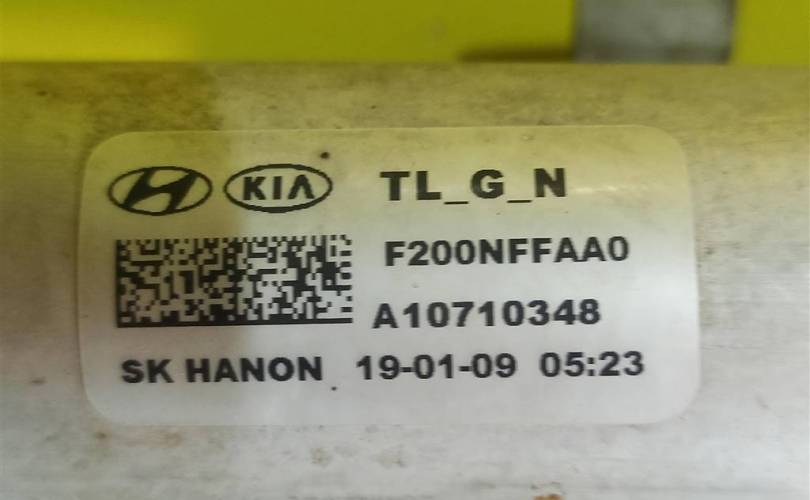 KIA TL_G_N
F200NFFAA0
A10710348
SK HANON 19-01-09 05:23